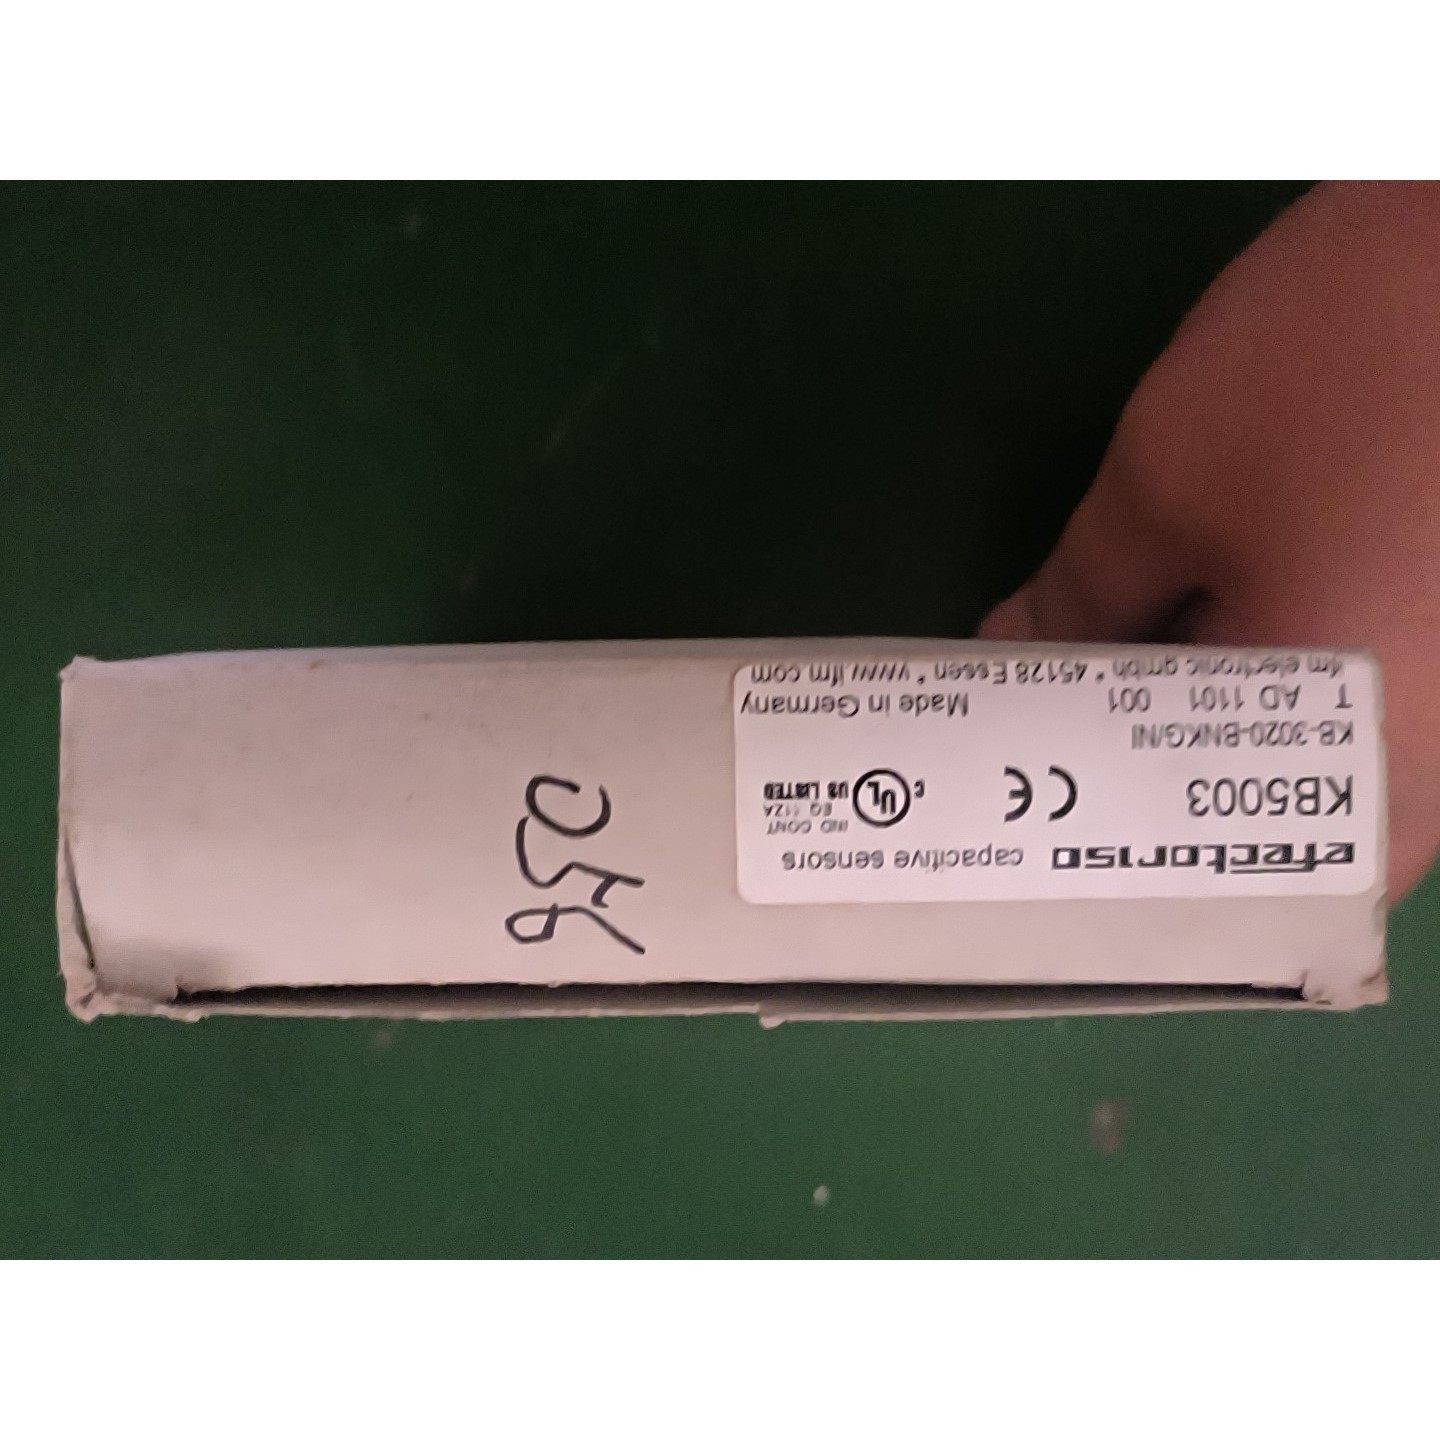 efector150 capacitive sensors
KB5003 CE C UL US LISTED
IND CONT
EQ 11ZA
KB-3020-BNKG/NI
T AD 1101 001 Made in Germany
ifm electronic gmbh * 45128 Essen * www.ifm.com